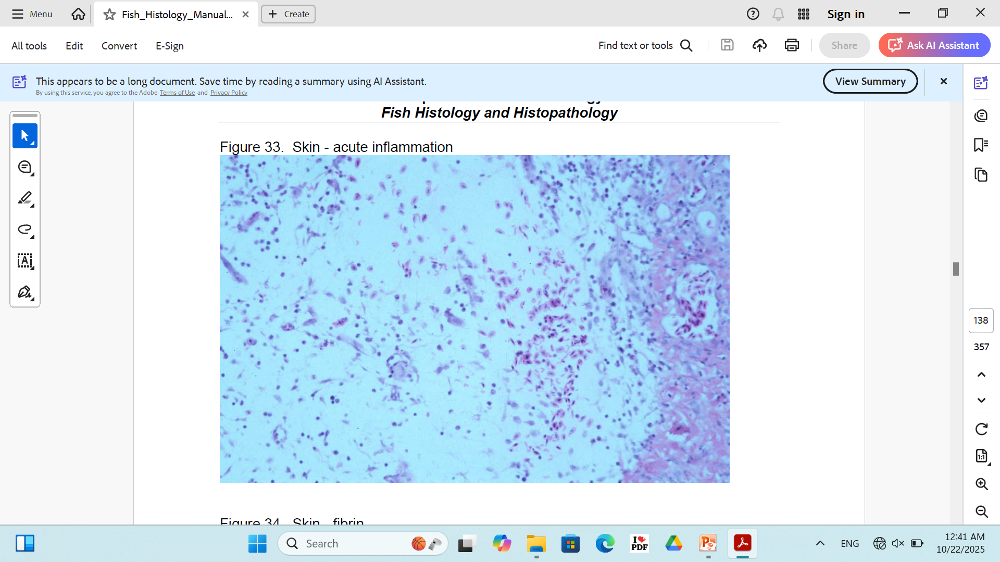 Menu
Fish_Histology_Manual...
Create
Sign in
All tools
Edit
Convert
E-Sign
Find text or tools
Share
Ask AI Assistant
This appears to be a long document. Save time by reading a summary using AI Assistant.
By using this service, you agree to the Adobe Terms of Use and Privacy Policy
View Summary
Fish Histology and Histopathology
Figure 33. Skin - acute inflammation
A
138
357
1:1
Figure 34. Skin - fibrin
Search
I PDF
P
ENG
12:41 AM
10/22/2025